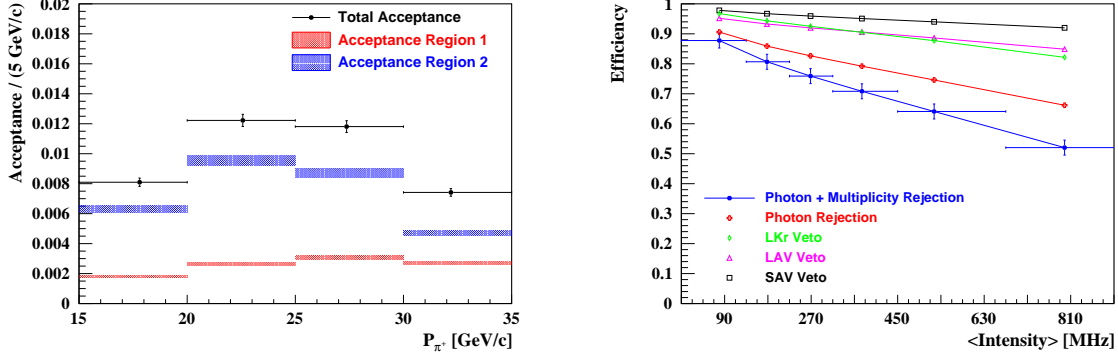 Acceptance / (5 GeV/c)
0.02
0.018
0.016
0.014
0.012
0.01
0.008
0.006
0.004
0.002
0
Total Acceptance
Acceptance Region 1
Acceptance Region 2
15 20 25 30 35
P_π+ [GeV/c]
Efficiency
1
0.9
0.8
0.7
0.6
0.5
0.4
0.3
0.2
0.1
0
Photon + Multiplicity Rejection
Photon Rejection
LKr Veto
LAV Veto
SAV Veto
90 270 450 630 810
<Intensity> [MHz]